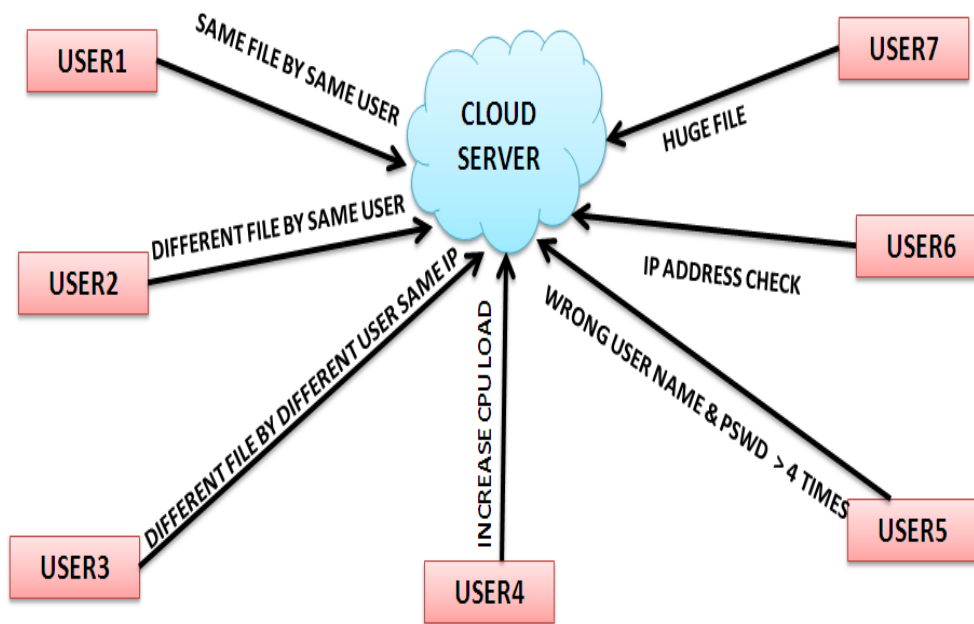 USER1
SAME FILE BY SAME USER
CLOUD
SERVER
USER7
HUGE FILE
DIFFERENT FILE BY SAME USER
USER2
USER6
IP ADDRESS CHECK
DIFFERENT FILE BY DIFFERENT USER SAME IP
INCREASE CPU LOAD
WRONG USER NAME & PSWD > 4 TIMES
USER3
USER4
USER5